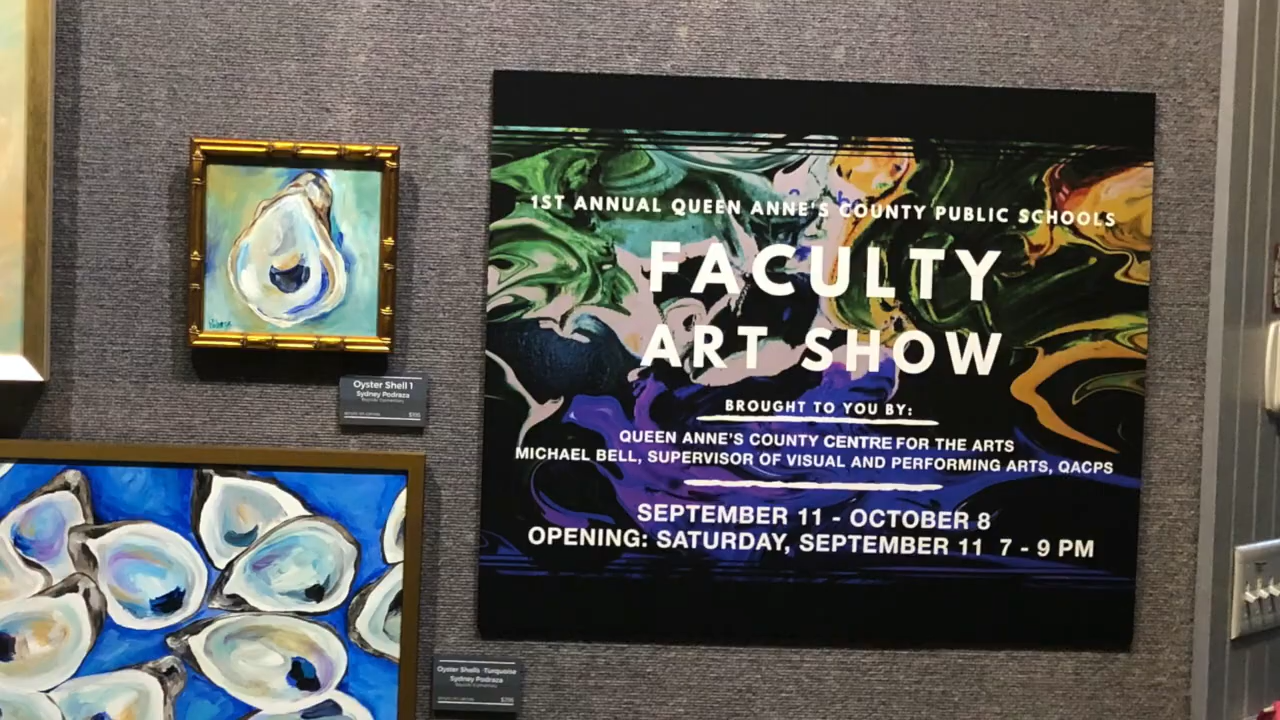 1ST ANNUAL QUEEN ANNE'S COUNTY PUBLIC SCHOOLS
FACULTY
ART SHOW
BROUGHT TO YOU BY:
QUEEN ANNE'S COUNTY CENTRE FOR THE ARTS
MICHAEL BELL, SUPERVISOR OF VISUAL AND PERFORMING ARTS, QACPS
SEPTEMBER 11 - OCTOBER 8
OPENING: SATURDAY, SEPTEMBER 11 7 - 9 PM
Oyster Shell 1
Sydney Podraza
Oyster Shells Turquoise
Sydney Podraza